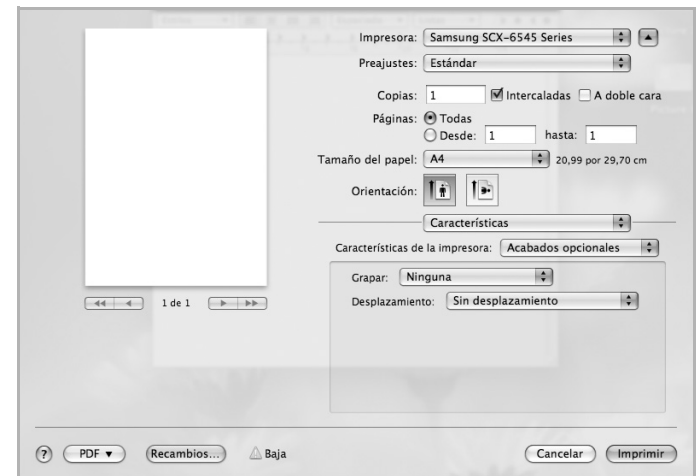 Impresora: Samsung SCX-6545 Series
Preajustes: Estándar
Copias: 1 Intercaladas A doble cara
Páginas: Todas
Desde: 1 hasta: 1
Tamaño del papel: A4 20,99 por 29,70 cm
Orientación:
Características
Características de la impresora: Acabados opcionales
Grapar: Ninguna
Desplazamiento: Sin desplazamiento
1 de 1
? PDF Recambios... Baja Cancelar Imprimir